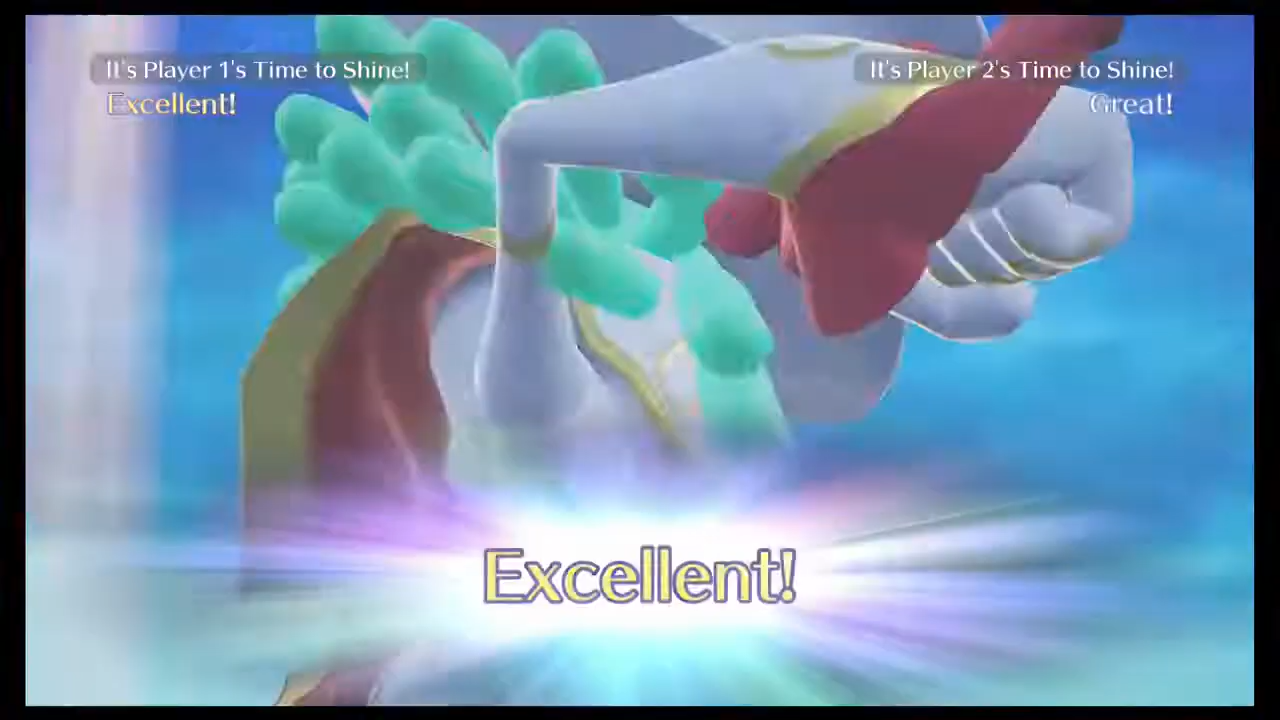 It's Player 1's Time to Shine!
Excellent!
It's Player 2's Time to Shine!
Great!
Excellent!